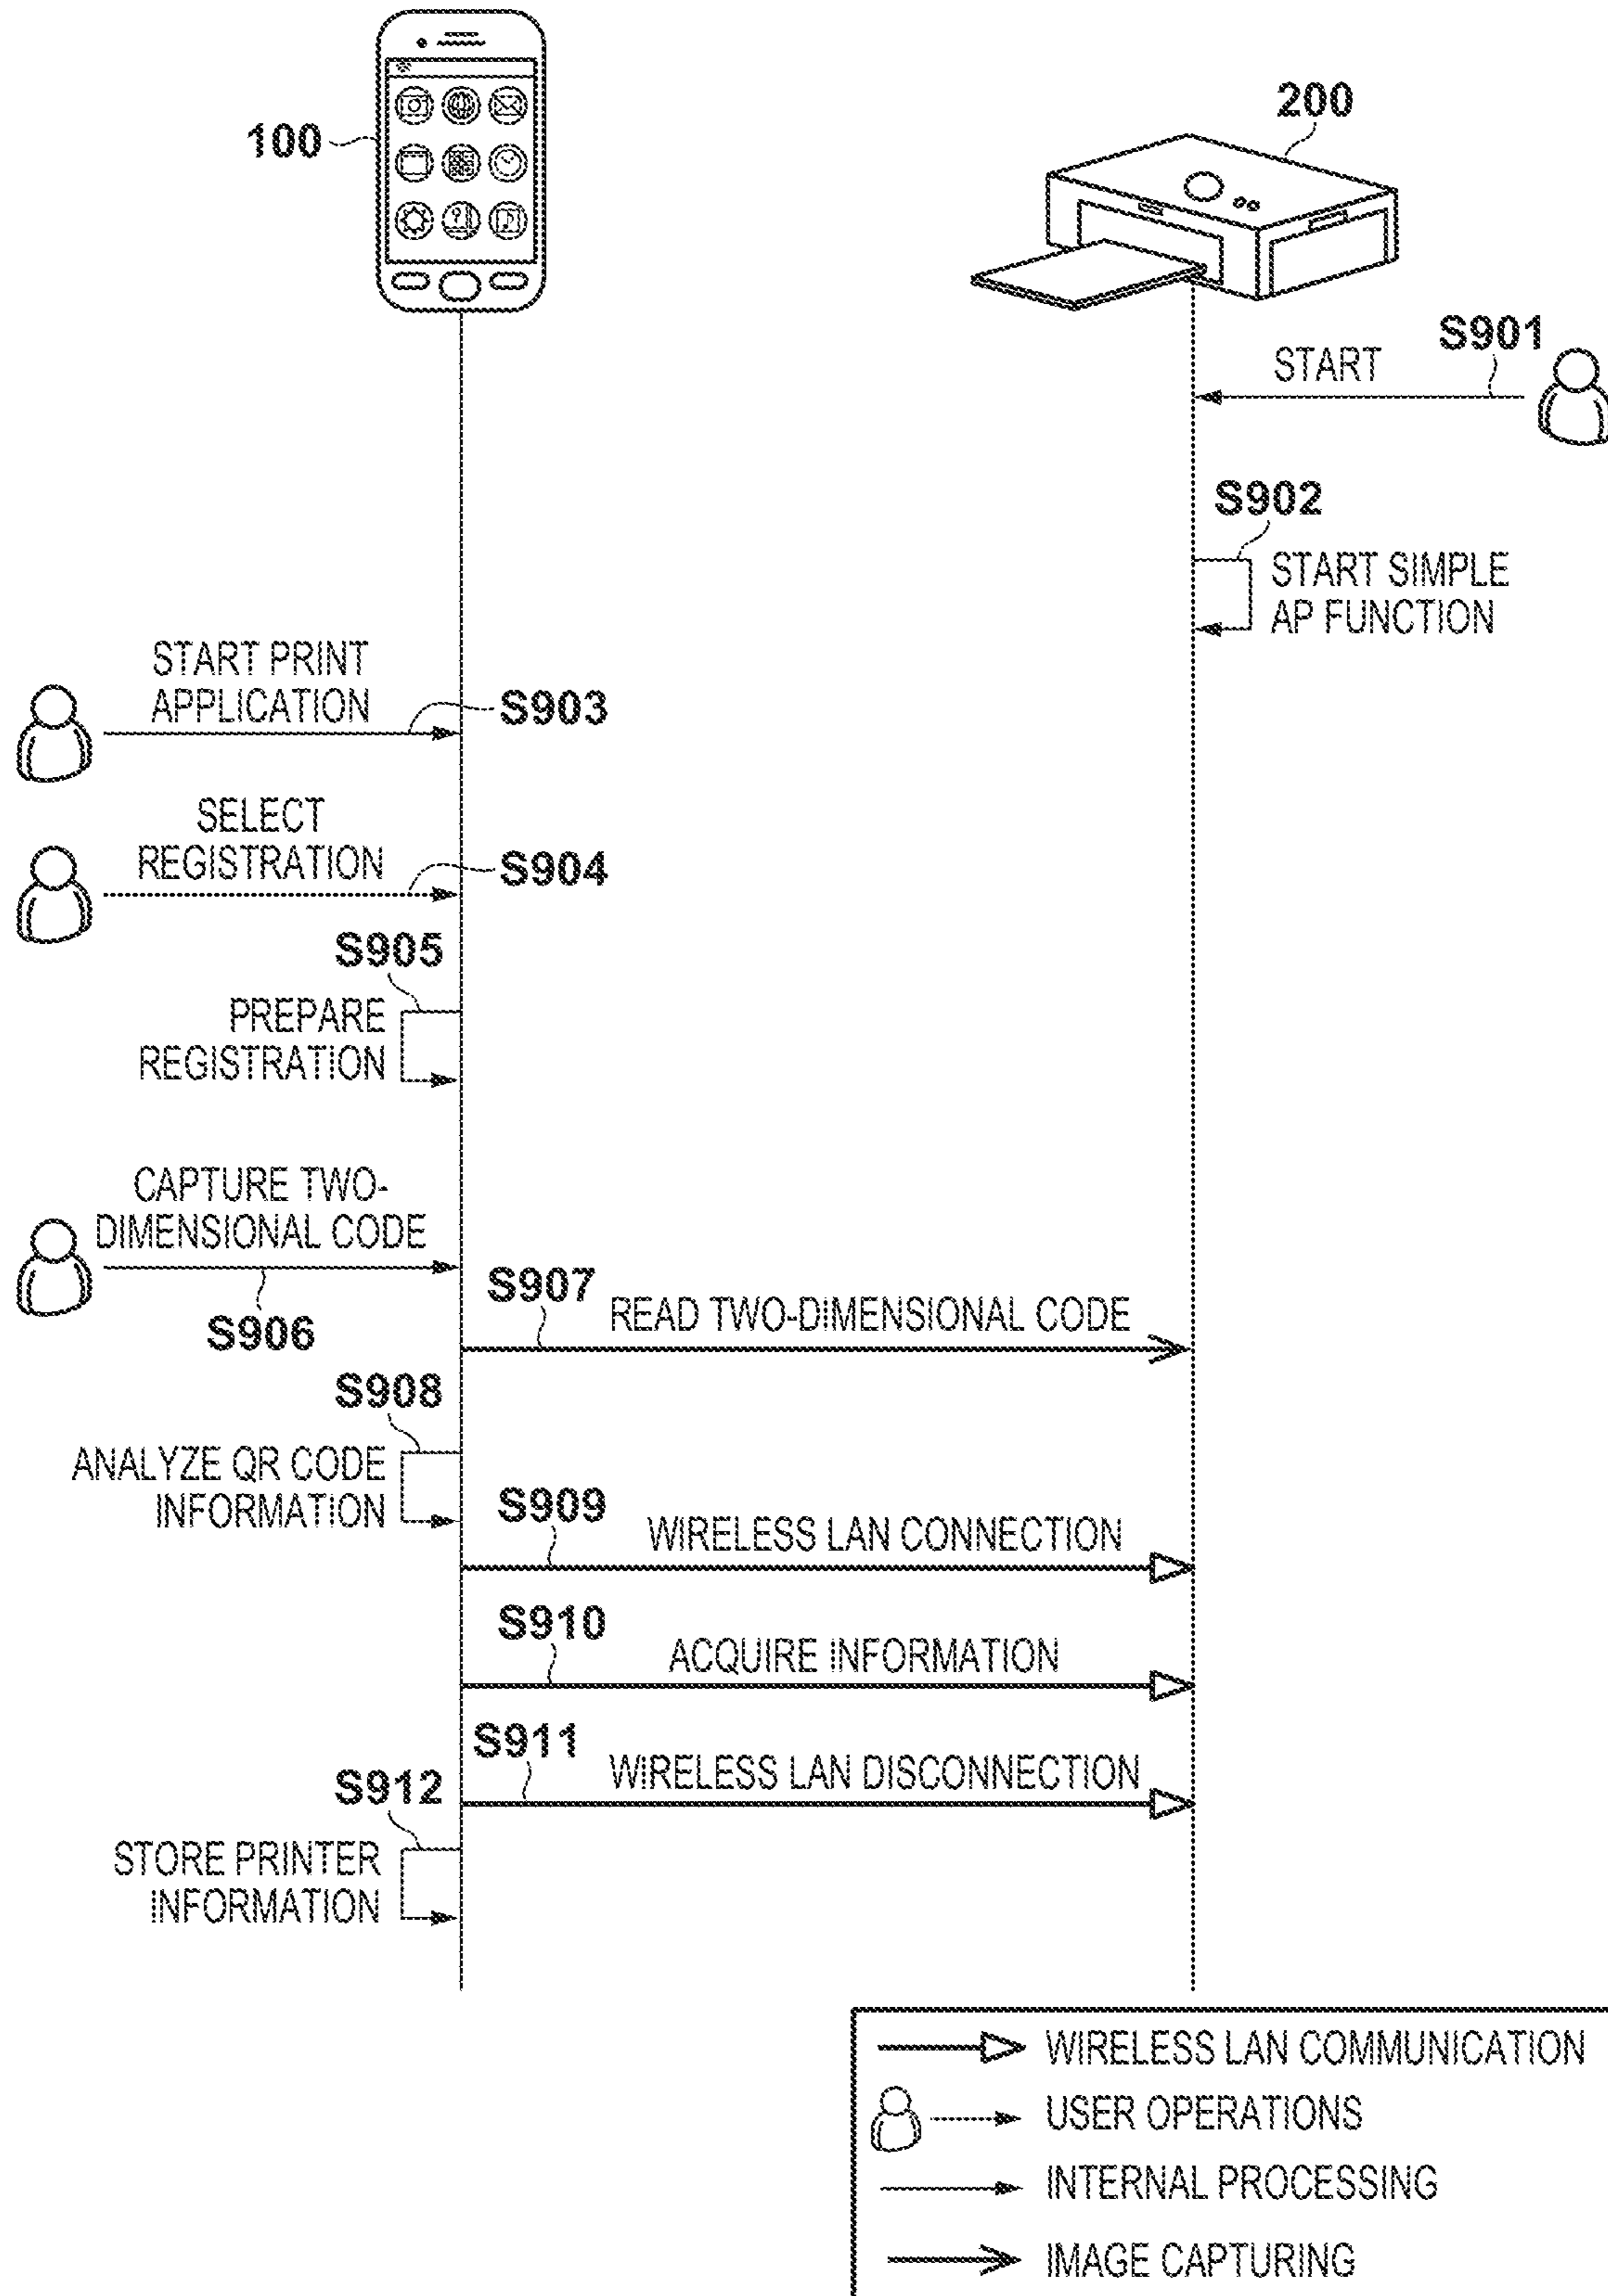 200
100
S901
START
S902
START SIMPLE
AP FUNCTION
START PRINT
APPLICATION
S903
SELECT
REGISTRATION
S904
S905
PREPARE
REGISTRATION
CAPTURE TWO-
DIMENSIONAL CODE
S906
S907
READ TWO-DIMENSIONAL CODE
S908
ANALYZE QR CODE
INFORMATION
S909
WIRELESS LAN CONNECTION
S910
ACQUIRE INFORMATION
S911
WIRELESS LAN DISCONNECTION
S912
STORE PRINTER
INFORMATION
WIRELESS LAN COMMUNICATION
USER OPERATIONS
INTERNAL PROCESSING
IMAGE CAPTURING